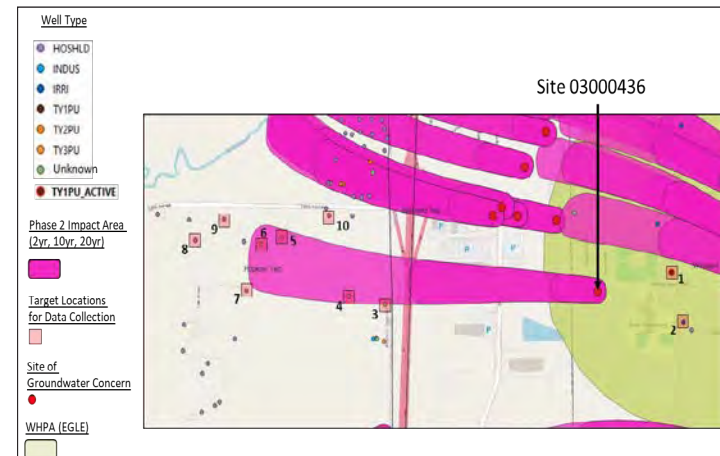 Well Type
HOSHLD
INDUS
IRRI
TY1PU
TY2PU
TY3PU
Unknown
TY1PU_ACTIVE
Phase 2 Impact Area
(2yr, 10yr, 20yr)
Target Locations
for Data Collection
Site of
Groundwater Concern
WHPA (EGLE)
Site 03000436
P
P
P
P
10
9
8
6
5
7
4
3
1
2